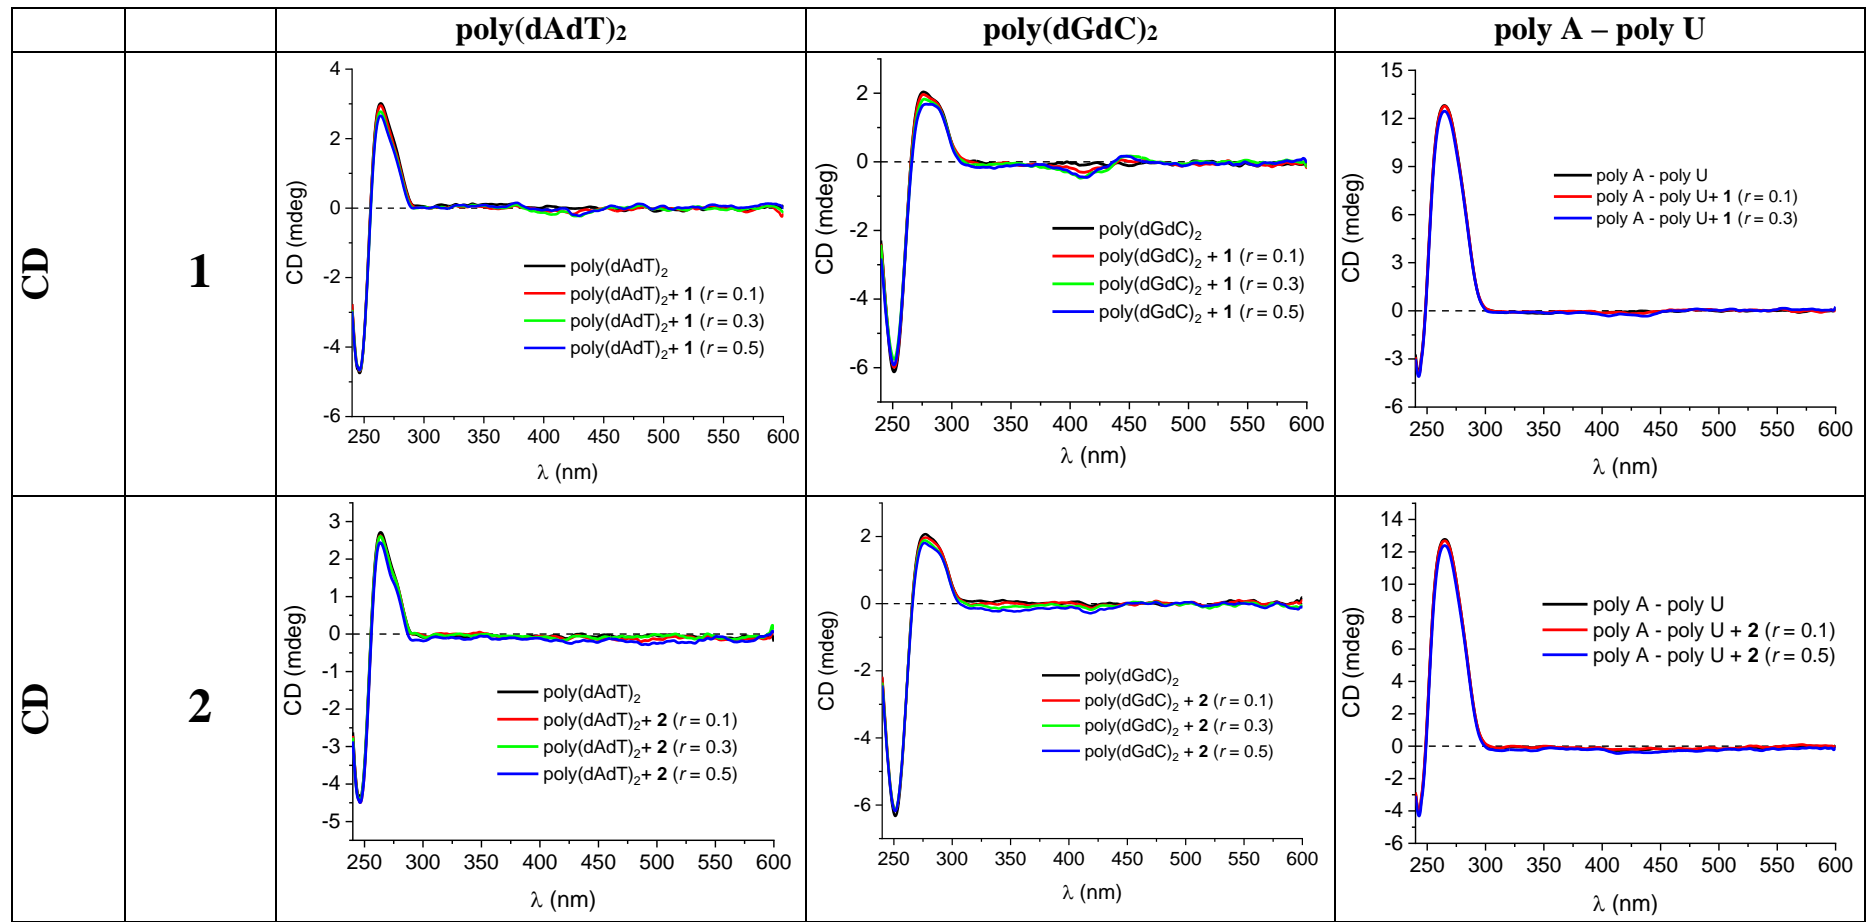 poly(dAdT)₂
poly(dGdC)₂
poly A – poly U
CD
1
4
2
0
-2
-4
-6
CD (mdeg)
250 300 350 400 450 500 550 600
λ (nm)
poly(dAdT)₂
poly(dAdT)₂+ 1 (r = 0.1)
poly(dAdT)₂+ 1 (r = 0.3)
poly(dAdT)₂+ 1 (r = 0.5)
2
0
-2
-4
-6
CD (mdeg)
250 300 350 400 450 500 550 600
λ (nm)
poly(dGdC)₂
poly(dGdC)₂ + 1 (r = 0.1)
poly(dGdC)₂ + 1 (r = 0.3)
poly(dGdC)₂ + 1 (r = 0.5)
15
12
9
6
3
0
-3
-6
CD (mdeg)
250 300 350 400 450 500 550 600
λ (nm)
poly A - poly U
poly A - poly U+ 1 (r = 0.1)
poly A - poly U+ 1 (r = 0.3)
CD
2
3
2
1
0
-1
-2
-3
-4
-5
CD (mdeg)
250 300 350 400 450 500 550 600
λ (nm)
poly(dAdT)₂
poly(dAdT)₂+ 2 (r = 0.1)
poly(dAdT)₂+ 2 (r = 0.3)
poly(dAdT)₂+ 2 (r = 0.5)
2
0
-2
-4
-6
CD (mdeg)
250 300 350 400 450 500 550 600
λ (nm)
poly(dGdC)₂
poly(dGdC)₂ + 2 (r = 0.1)
poly(dGdC)₂ + 2 (r = 0.3)
poly(dGdC)₂ + 2 (r = 0.5)
14
12
10
8
6
4
2
0
-2
-4
-6
CD (mdeg)
250 300 350 400 450 500 550 600
λ (nm)
poly A - poly U
poly A - poly U + 2 (r = 0.1)
poly A - poly U + 2 (r = 0.5)